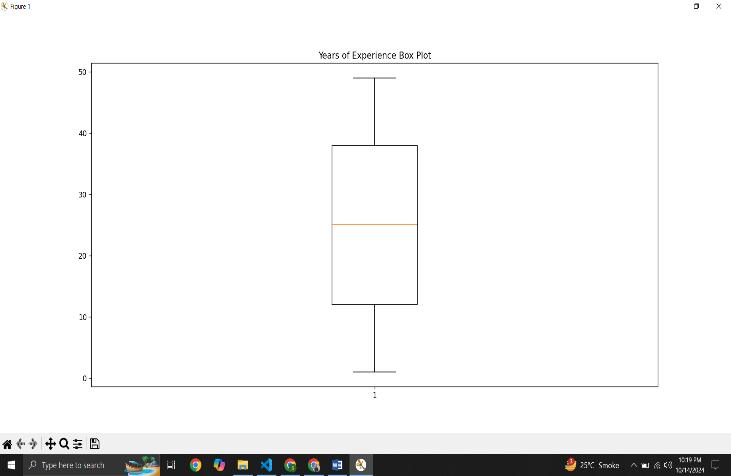 Figure 1
Years of Experience Box Plot
50
40
30
20
10
0
1
Type here to search
25°C Smoke
10:19 PM
10/14/2024